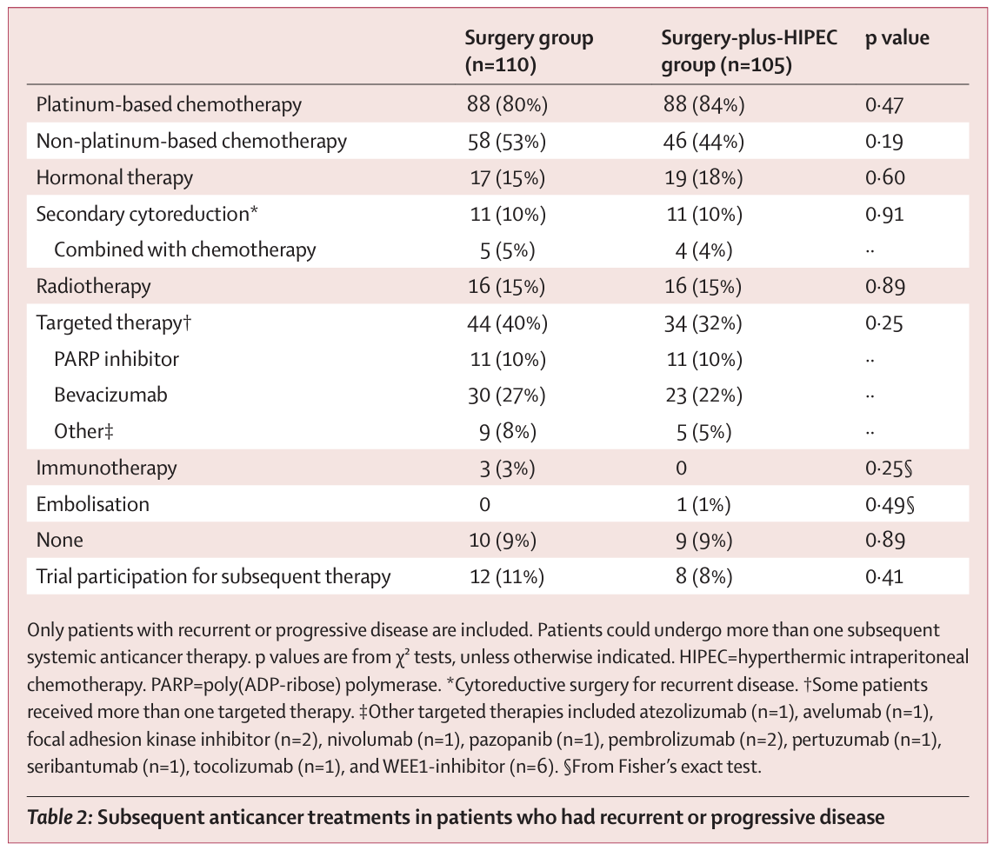 Surgery group (n=110) Surgery-plus-HIPEC group (n=105) p value
Platinum-based chemotherapy 88 (80%) 88 (84%) 0·47
Non-platinum-based chemotherapy 58 (53%) 46 (44%) 0·19
Hormonal therapy 17 (15%) 19 (18%) 0·60
Secondary cytoreduction* 11 (10%) 11 (10%) 0·91
Combined with chemotherapy 5 (5%) 4 (4%) ··
Radiotherapy 16 (15%) 16 (15%) 0·89
Targeted therapy† 44 (40%) 34 (32%) 0·25
PARP inhibitor 11 (10%) 11 (10%) ··
Bevacizumab 30 (27%) 23 (22%) ··
Other‡ 9 (8%) 5 (5%) ··
Immunotherapy 3 (3%) 0 0·25§
Embolisation 0 1 (1%) 0·49§
None 10 (9%) 9 (9%) 0·89
Trial participation for subsequent therapy 12 (11%) 8 (8%) 0·41
Only patients with recurrent or progressive disease are included. Patients could undergo more than one subsequent
systemic anticancer therapy. p values are from χ² tests, unless otherwise indicated. HIPEC=hyperthermic intraperitoneal
chemotherapy. PARP=poly(ADP-ribose) polymerase. *Cytoreductive surgery for recurrent disease. †Some patients
received more than one targeted therapy. ‡Other targeted therapies included atezolizumab (n=1), avelumab (n=1),
focal adhesion kinase inhibitor (n=2), nivolumab (n=1), pazopanib (n=1), pembrolizumab (n=2), pertuzumab (n=1),
seribantumab (n=1), tocolizumab (n=1), and WEE1-inhibitor (n=6). §From Fisher's exact test.
Table 2: Subsequent anticancer treatments in patients who had recurrent or progressive disease